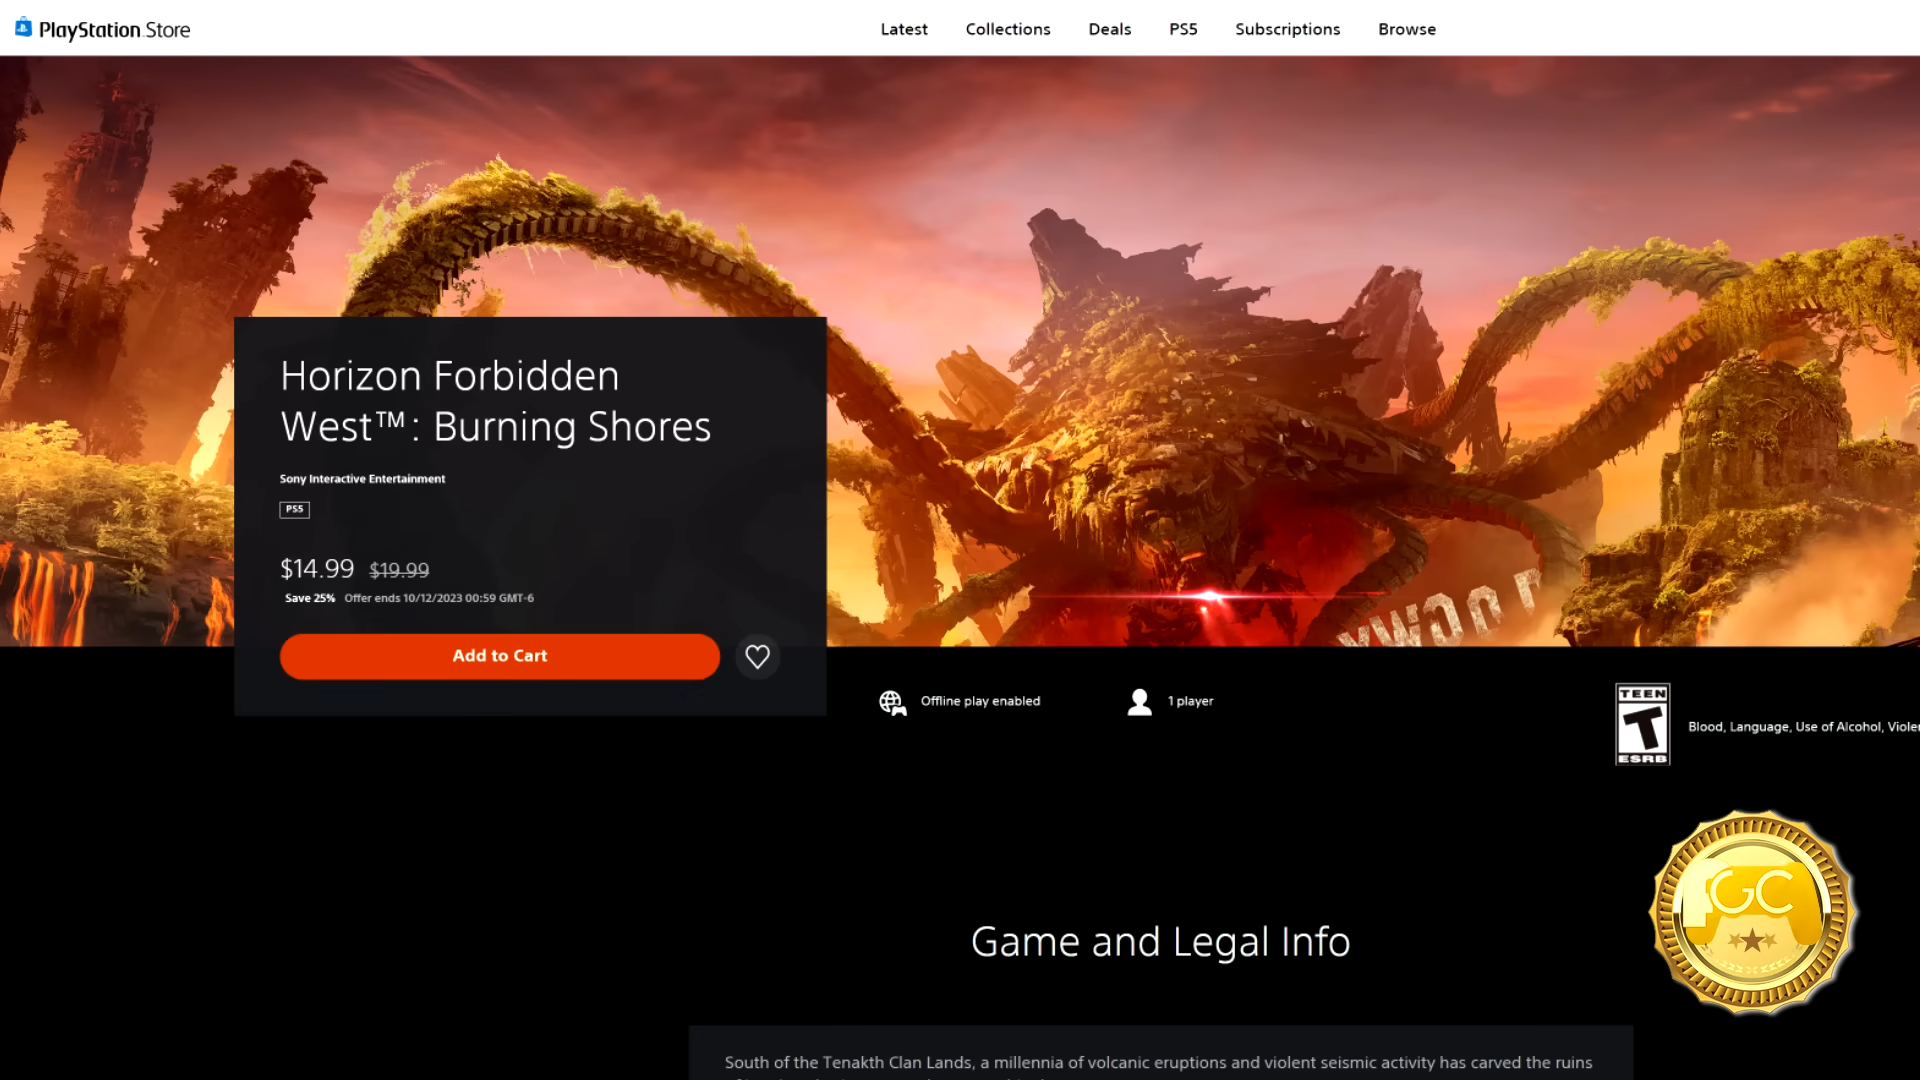 PlayStation Store
Latest Collections Deals PS5 Subscriptions Browse
Horizon Forbidden
West™: Burning Shores
Sony Interactive Entertainment
PS5
$14.99 $19.99
Save 25% Offer ends 10/12/2023 00:59 GMT-6
Add to Cart
Offline play enabled
1 player
TEEN
T
ESRB
Blood, Language, Use of Alcohol,
GC
Game and Legal Info
South of the Tenakth Clan Lands, a millennia of volcanic eruptions and violent seismic activity has carved the ruins